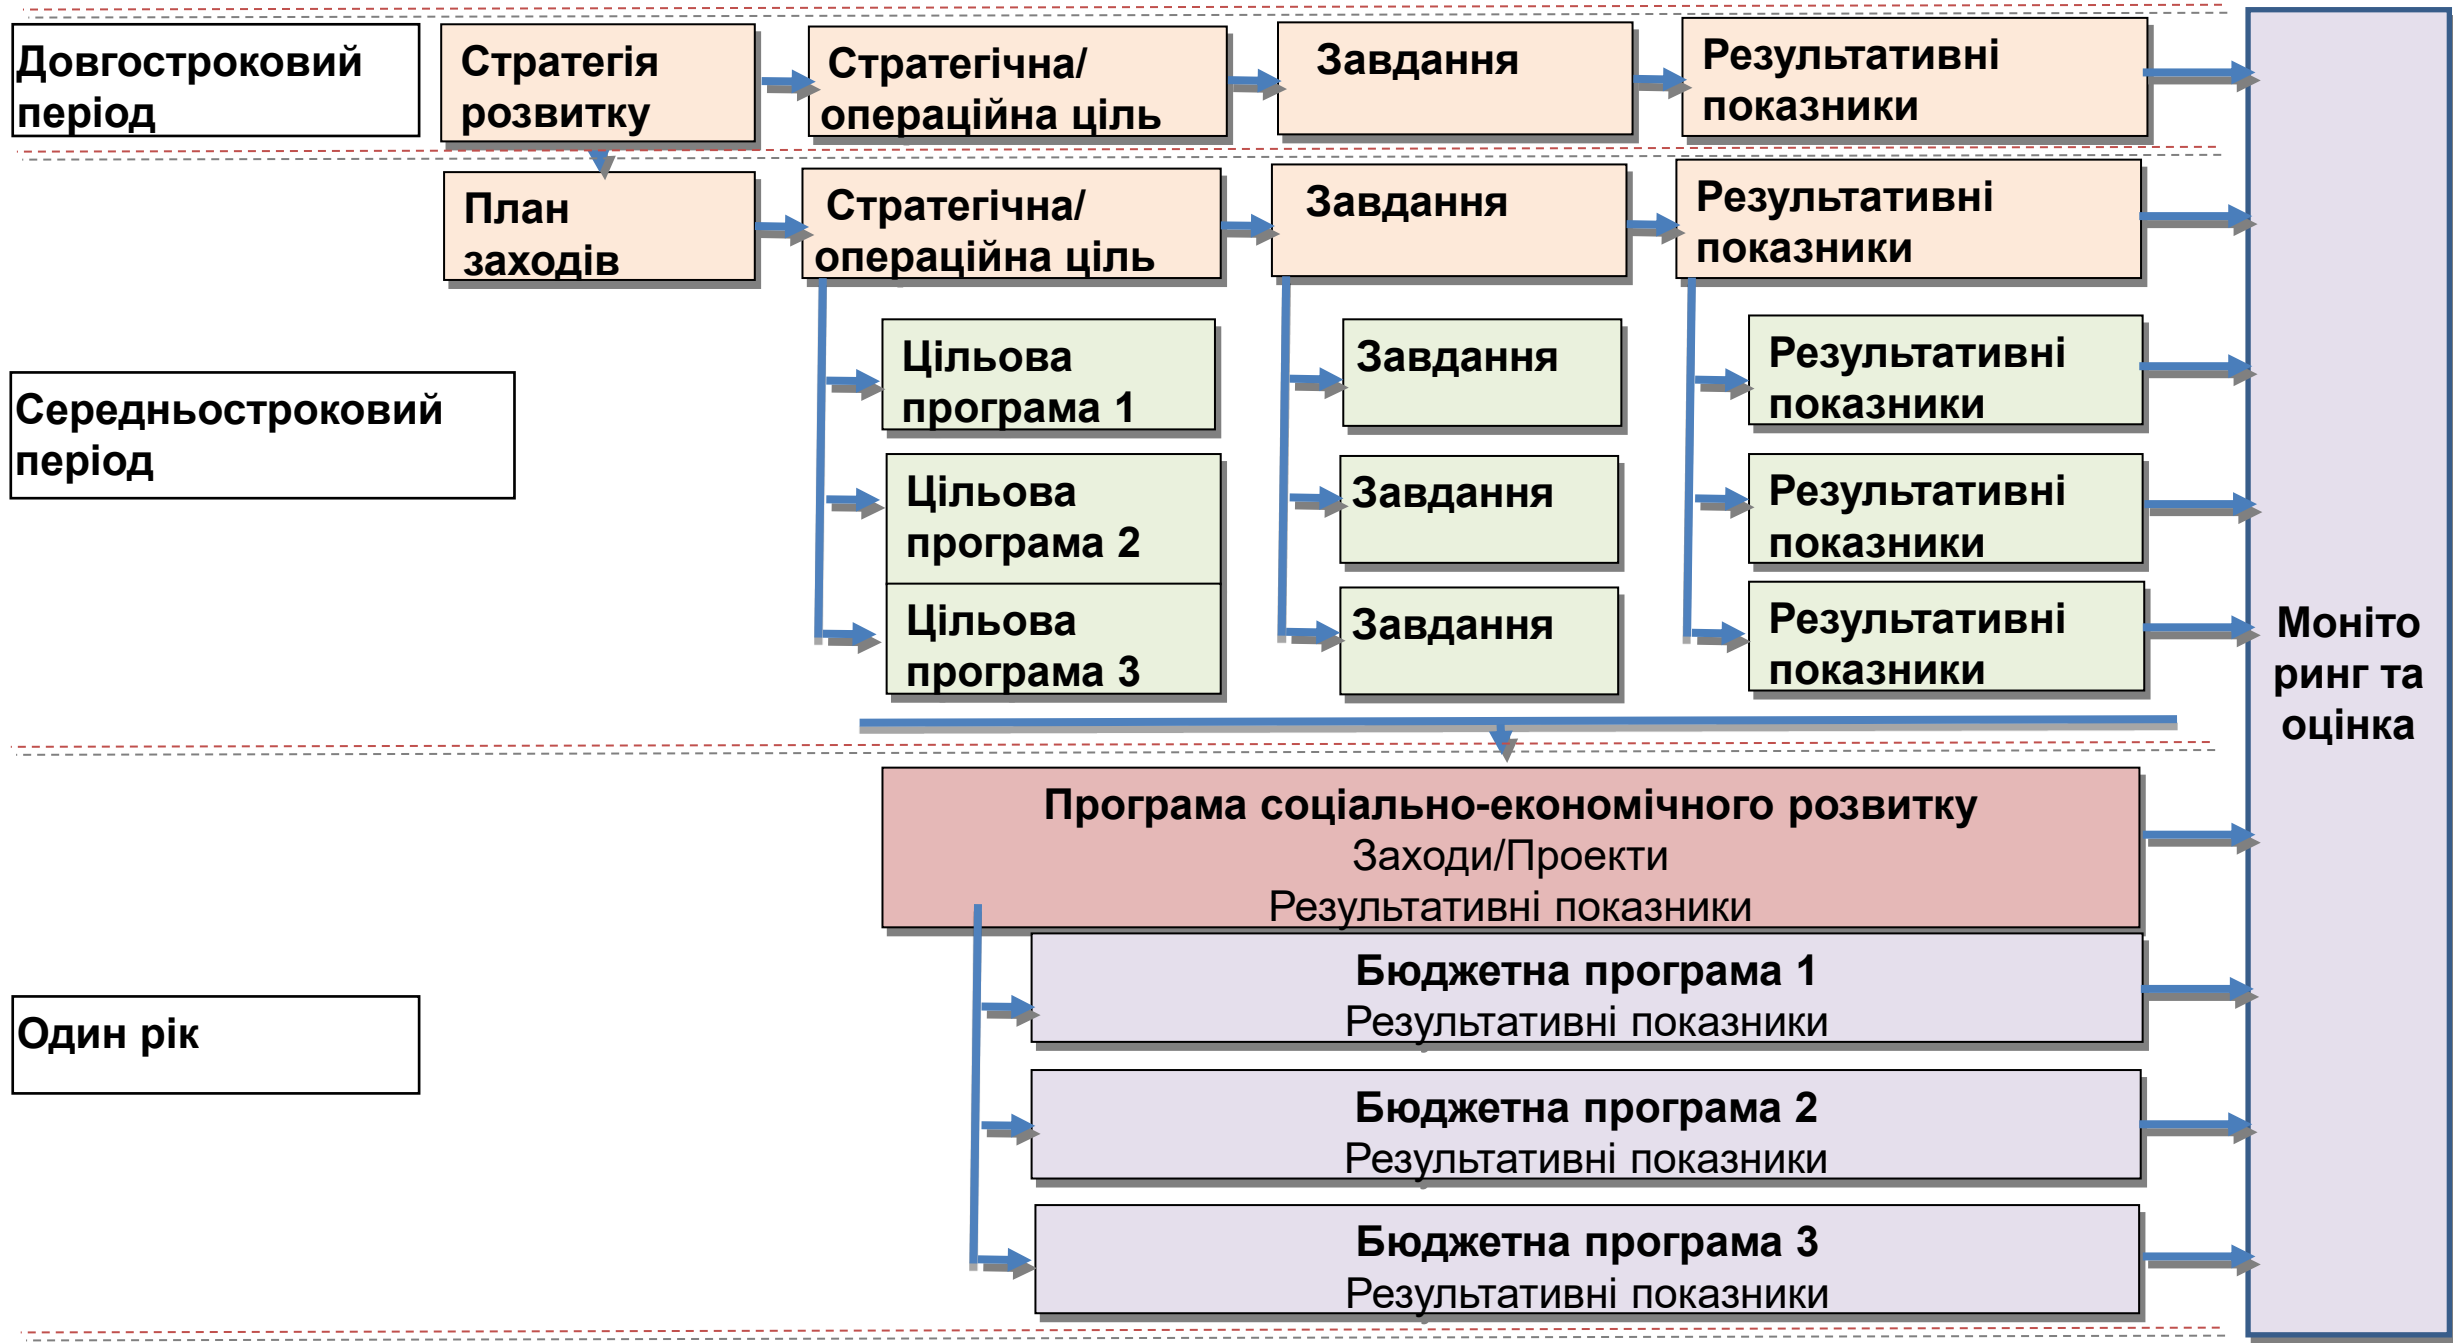 Довгостроковий
період
Стратегія
розвитку
Стратегічна/
операційна ціль
Завдання
Результативні
показники
План
заходів
Стратегічна/
операційна ціль
Завдання
Результативні
показники
Середньостроковий
період
Цільова
програма 1
Завдання
Результативні
показники
Цільова
програма 2
Завдання
Результативні
показники
Цільова
програма 3
Завдання
Результативні
показники
Моніто
ринг та
оцінка
Програма соціально-економічного розвитку
Заходи/Проекти
Результативні показники
Один рік
Бюджетна програма 1
Результативні показники
Бюджетна програма 2
Результативні показники
Бюджетна програма 3
Результативні показники